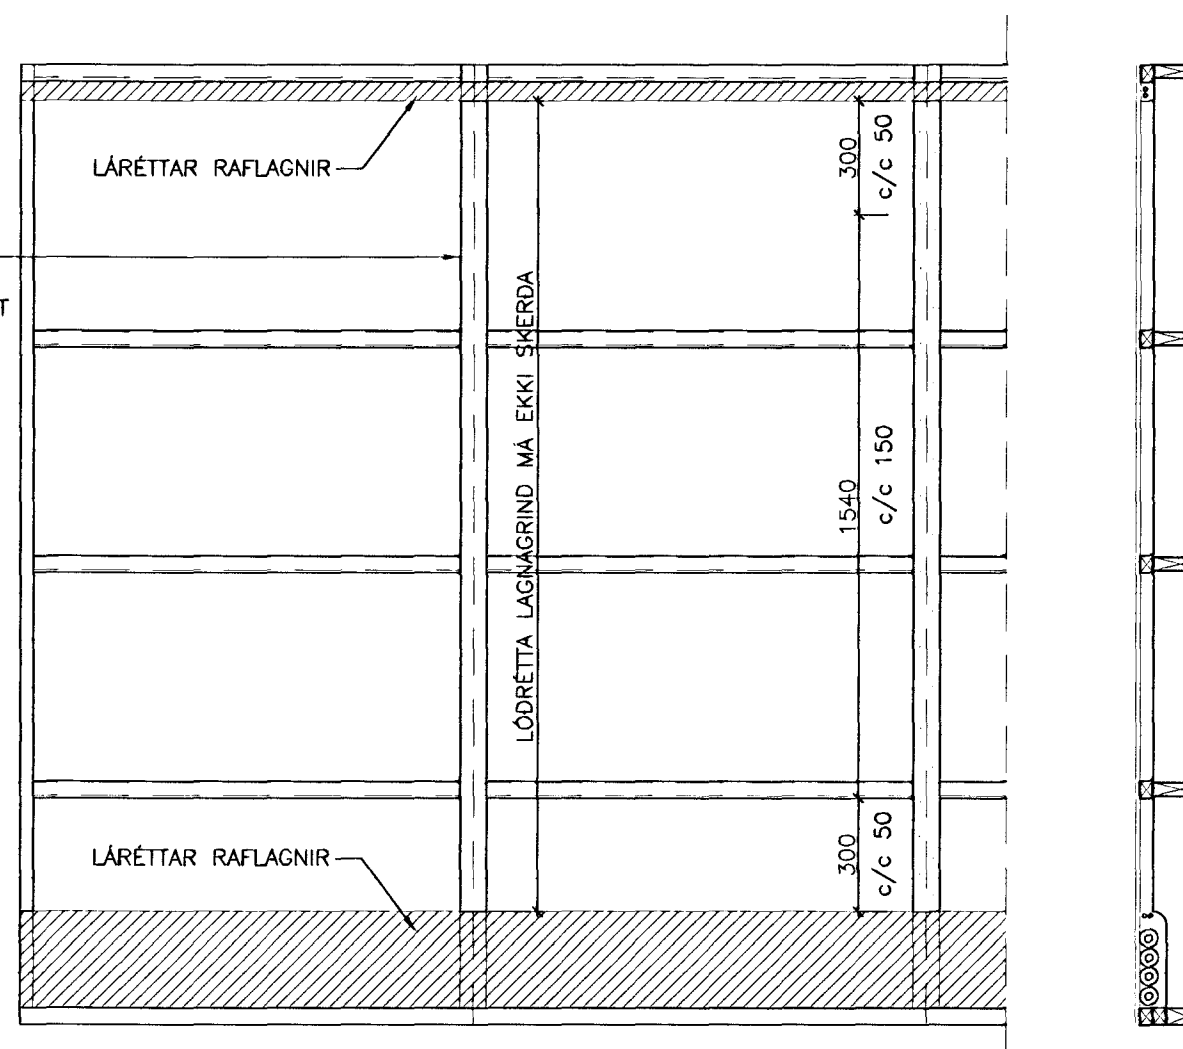 LÁRÉTTAR RAFLAGNIR
300
c/c 50
T
LÓÐRÉTTA LAGNAGRIND MÁ EKKI SKERÐA
1540
c/c 150
LÁRÉTTAR RAFLAGNIR
300
c/c 50